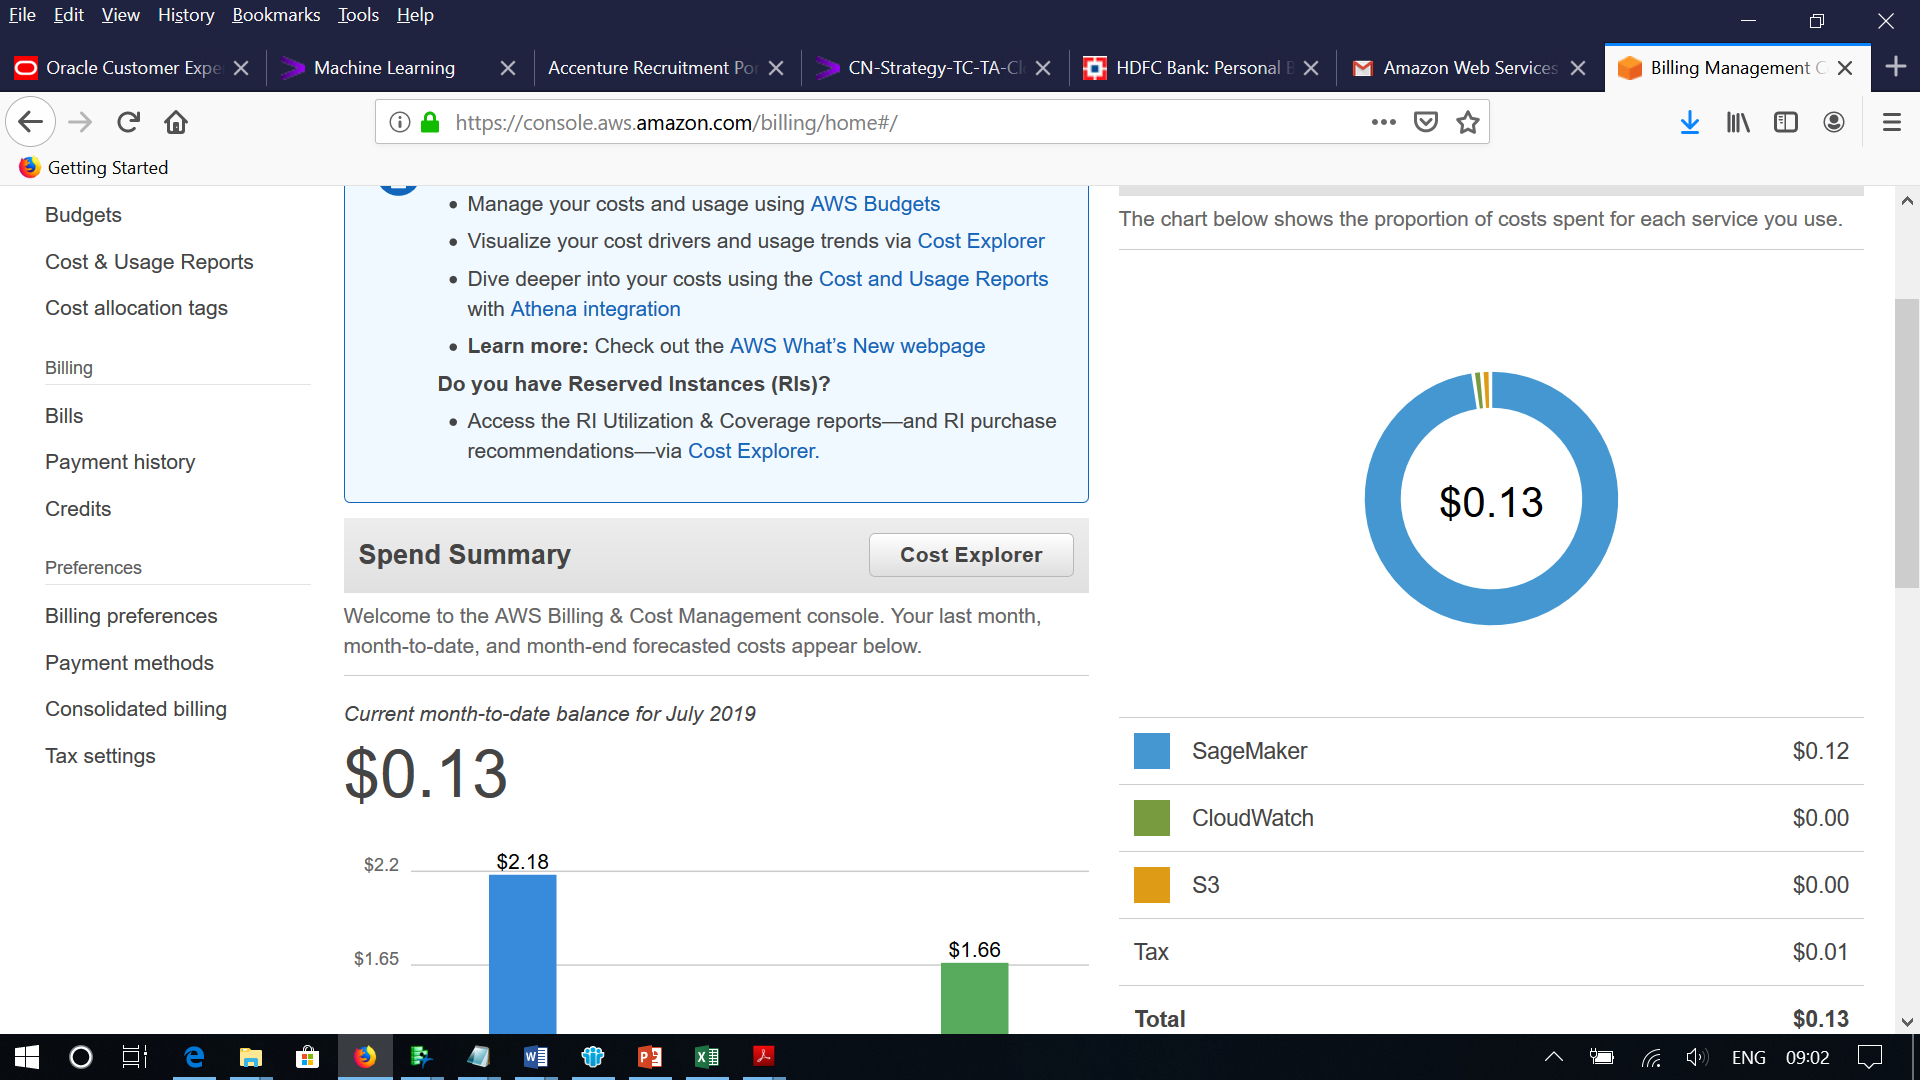 File Edit View History Bookmarks Tools Help
Oracle Customer Expe
Machine Learning
Accenture Recruitment Po
CN-Strategy-TC-TA-Cl
HDFC Bank: Personal B
Amazon Web Services
Billing Management C
https://console.aws.amazon.com/billing/home#/
Getting Started
Budgets
Cost & Usage Reports
Cost allocation tags
Billing
Bills
Payment history
Credits
Preferences
Billing preferences
Payment methods
Consolidated billing
Tax settings
• Manage your costs and usage using AWS Budgets
• Visualize your cost drivers and usage trends via Cost Explorer
• Dive deeper into your costs using the Cost and Usage Reports
with Athena integration
• Learn more: Check out the AWS What’s New webpage
Do you have Reserved Instances (RIs)?
• Access the RI Utilization & Coverage reports—and RI purchase
recommendations—via Cost Explorer.
Spend Summary
Cost Explorer
Welcome to the AWS Billing & Cost Management console. Your last month,
month-to-date, and month-end forecasted costs appear below.
Current month-to-date balance for July 2019
$0.13
$2.2
$2.18
$1.65
$1.66
The chart below shows the proportion of costs spent for each service you use.
$0.13
SageMaker $0.12
CloudWatch $0.00
S3 $0.00
Tax $0.01
Total $0.13
ENG 09:02